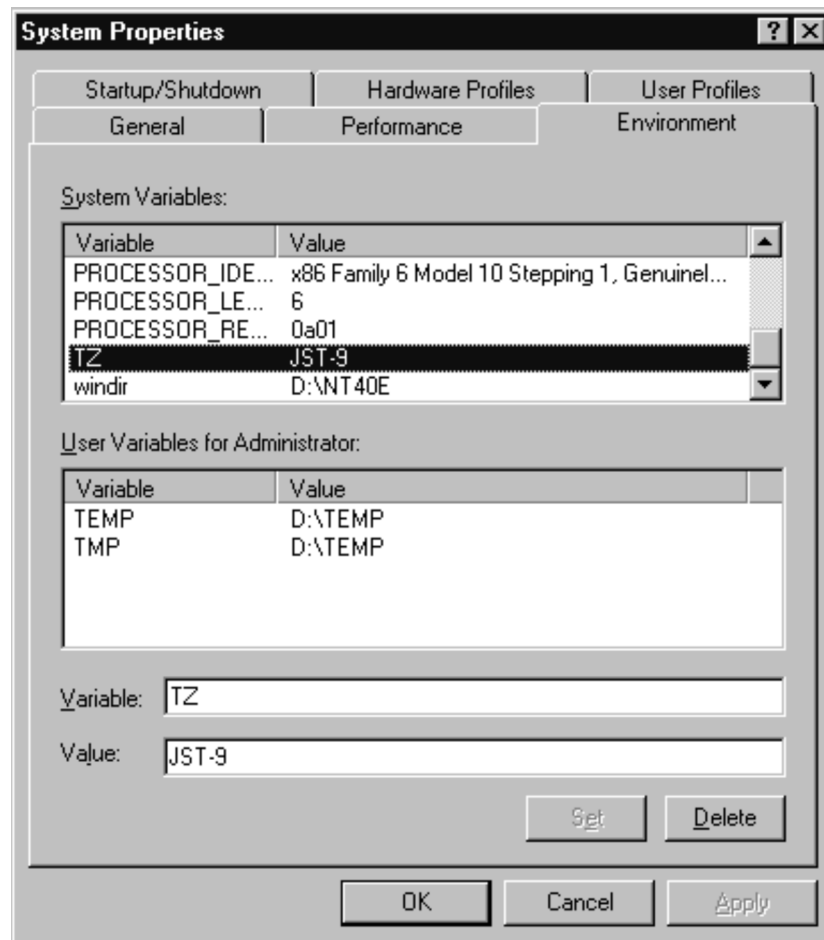 System Properties
Startup/Shutdown Hardware Profiles User Profiles
General Performance Environment
System Variables:
Variable Value
PROCESSOR_IDE... x86 Family 6 Model 10 Stepping 1, Genuinel...
PROCESSOR_LE... 6
PROCESSOR_RE... 0a01
TZ JST-9
windir D:\NT40E
User Variables for Administrator:
Variable Value
TEMP D:\TEMP
TMP D:\TEMP
Variable: TZ
Value: JST-9
Set Delete
OK Cancel Apply